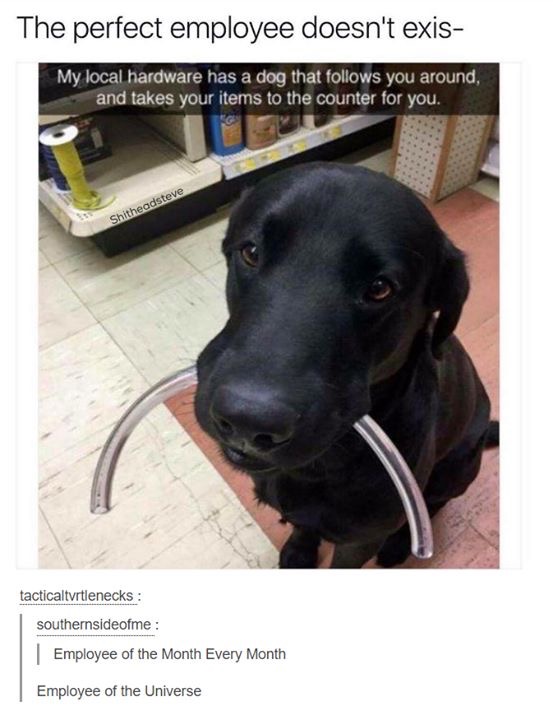 The perfect employee doesn't exis-
My local hardware has a dog that follows you around,
and takes your items to the counter for you.
Shitheadsteve
tacticaltvrtlenecks :
southernsideofme :
Employee of the Month Every Month
Employee of the Universe